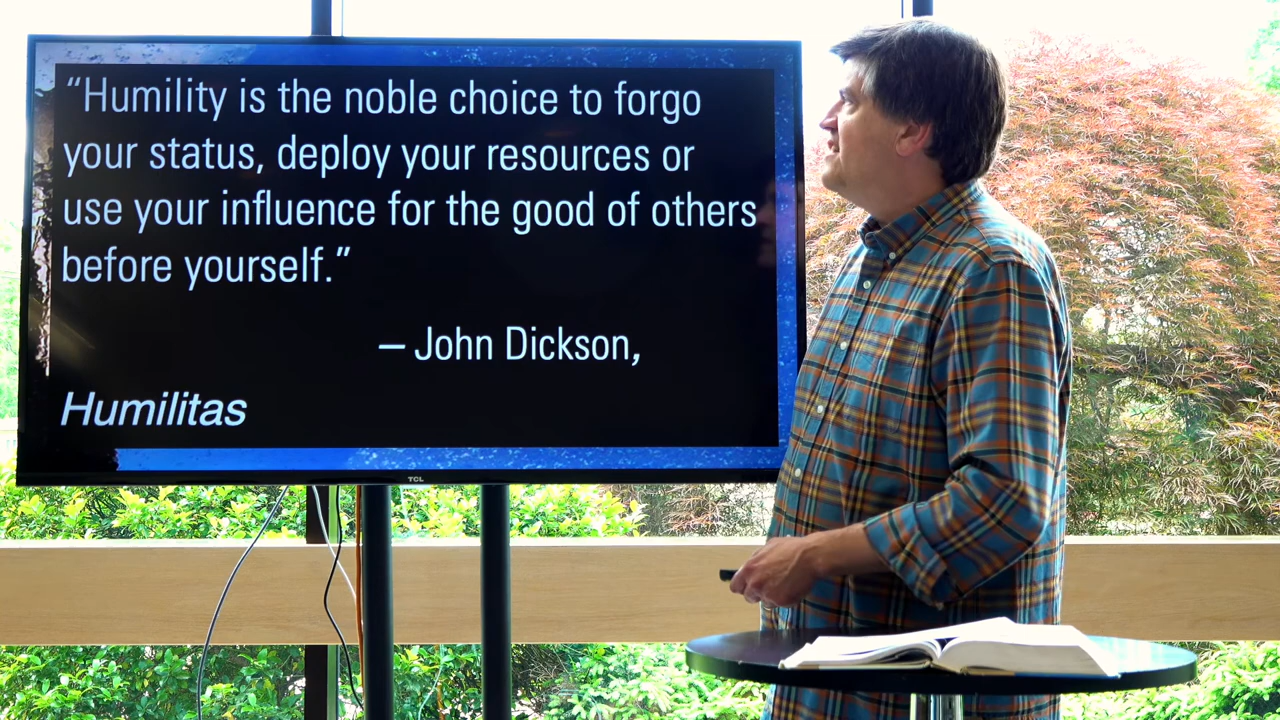 “Humility is the noble choice to forgo
your status, deploy your resources or
use your influence for the good of others
before yourself.”
– John Dickson,
Humilitas
TCL